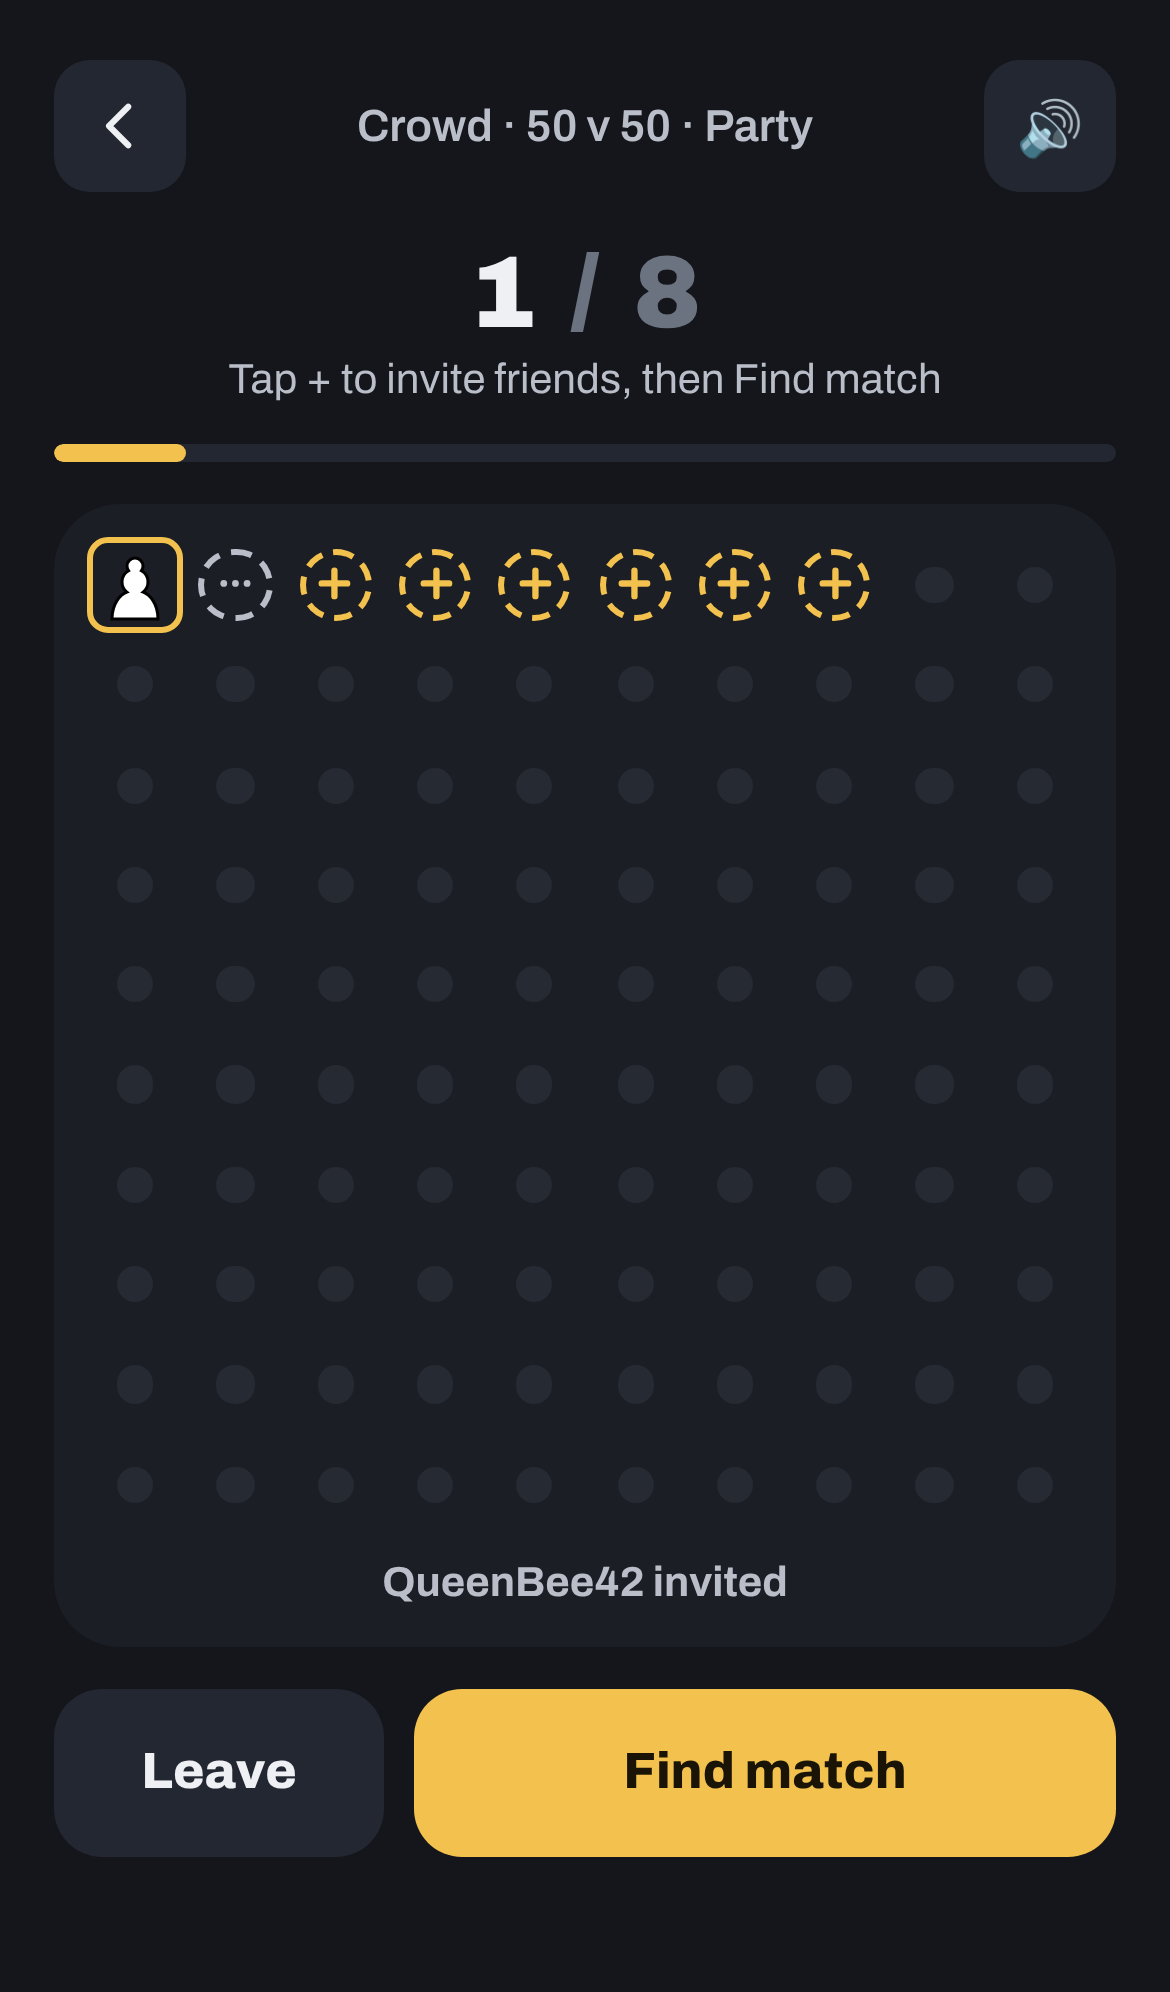 Crowd · 50 v 50 · Party
1 / 8
Tap + to invite friends, then Find match
QueenBee42 invited
Leave
Find match